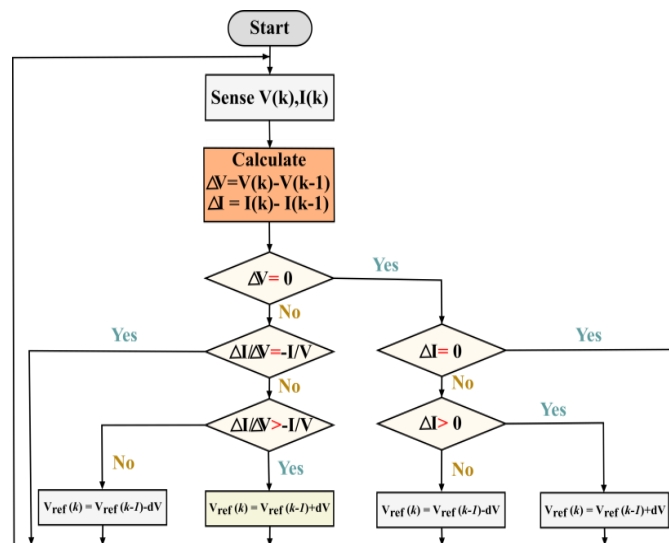 Start
Sense V(k),I(k)
Calculate
ΔV=V(k)-V(k-1)
ΔI = I(k)- I(k-1)
ΔV= 0
Yes
No
Yes
ΔI/ΔV=-I/V
ΔI= 0
No
No
ΔI/ΔV>-I/V
ΔI> 0
Yes
No
Yes
No
Vref (k) = Vref (k-1)-dV
Vref (k) = Vref (k-1)+dV
Vref (k) = Vref (k-1)-dV
Vref (k) = Vref (k-1)+dV
Yes